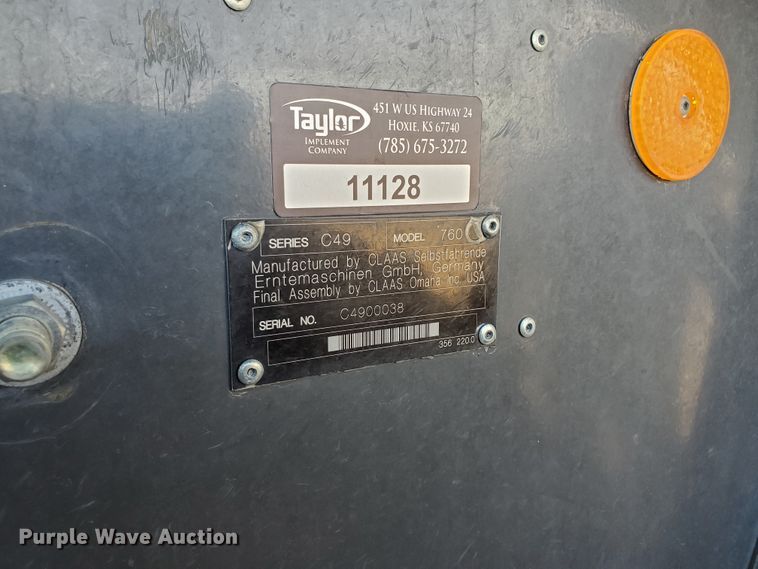 Taylor
IMPLEMENT
COMPANY
451 W US HIGHWAY 24
HOXIE, KS 67740
(785) 675-3272
11128
SERIES C49 MODEL 760
Manufactured by CLAAS Selbstfahrende
Erntemaschinen GmbH, Germany
Final Assembly by CLAAS Omaha Inc. USA
SERIAL NO. C4900038
356 220.0
Purple Wave Auction